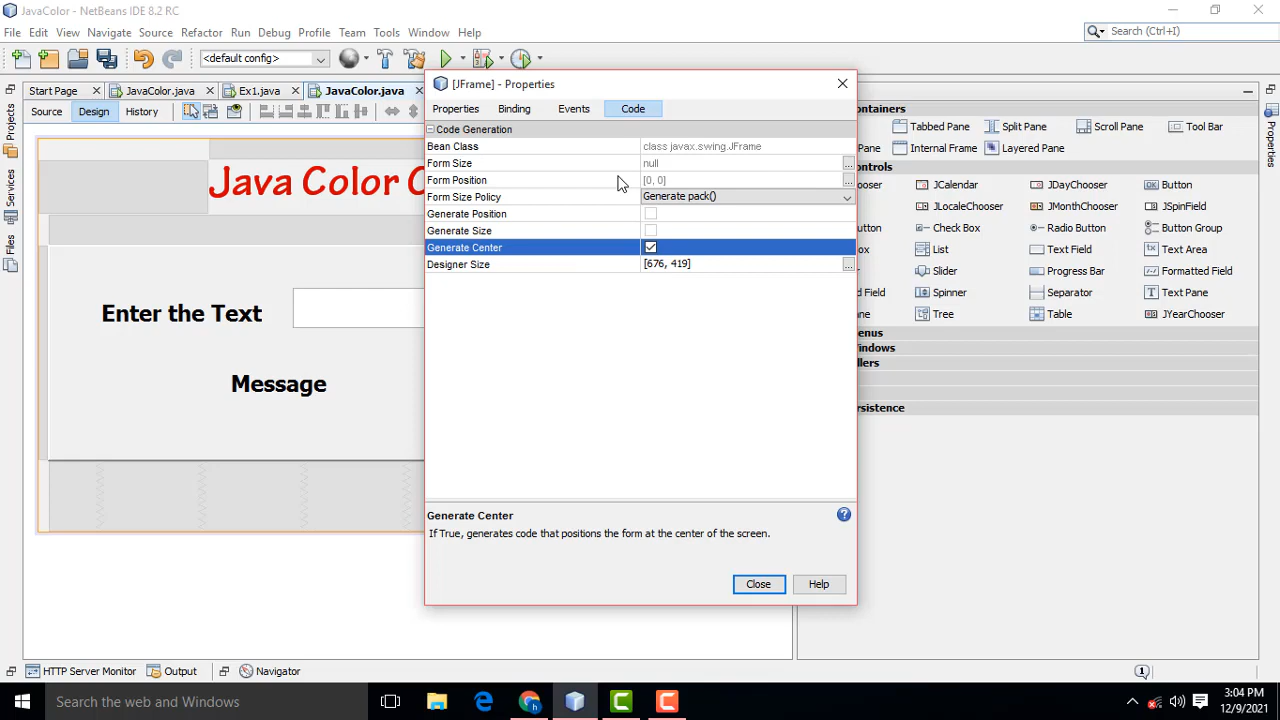 JavaColor - NetBeans IDE 8.2 RC
File Edit View Navigate Source Refactor Run Debug Profile Team Tools Window Help
Search (Ctrl+I)
<default config>
Start Page JavaColor.java Ex1.java JavaColor.java
Source Design History
Projects
Services
Files
Java Color C
Enter the Text
Message
[JFrame] - Properties
Properties Binding Events Code
Code Generation
Bean Class class javax.swing.JFrame
Form Size null ...
Form Position [0, 0] ...
Form Size Policy Generate pack()
Generate Position
Generate Size
Generate Center
Designer Size [676, 419] ...
Generate Center
If True, generates code that positions the form at the center of the screen.
Close Help
ontainers
Pane Tabbed Pane Split Pane Scroll Pane Tool Bar
Pane Internal Frame Layered Pane
ontrols
ooser JCalendar JDayChooser Button
ooser JLocaleChooser JMonthChooser JSpinField
utton Check Box Radio Button Button Group
ox List Text Field Text Area
Slider Progress Bar Formatted Field
d Field Spinner Separator Text Pane
Tree Table JYearChooser
enus
indows
llers
rsistence
Properties
HTTP Server Monitor Output Navigator
1
Search the web and Windows
3:04 PM
12/9/2021